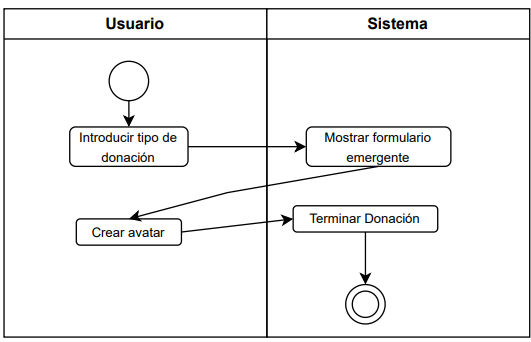 Usuario
Sistema
Introducir tipo de
donación
Mostrar formulario
emergente
Crear avatar
Terminar Donación